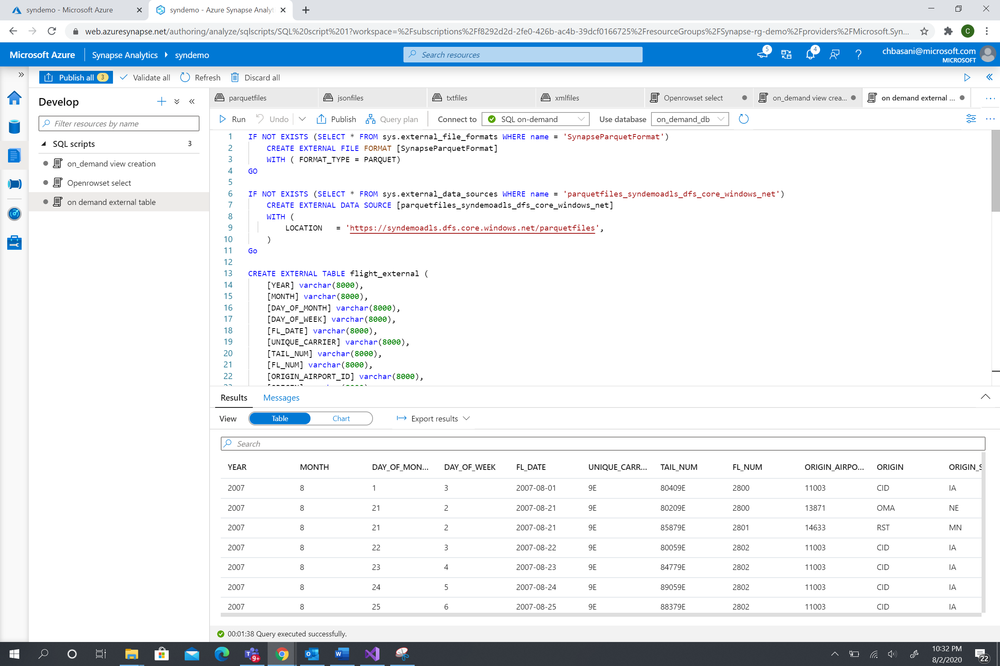 syndemo - Microsoft Azure
syndemo - Azure Synapse Analyt
web.azuresynapse.net/authoring/analyze/sqlscripts/SQL%20script%201?workspace=%2Fsubscriptions%2Ff8292d2d-2fe0-426b-ac4b-39dcf0166725%2FresourceGroups%2FSynapse-rg-demo%2Fproviders%2FMicrosoft.Syn...
C
Microsoft Azure
Synapse Analytics
syndemo
Search resources
5
4
?
chbasani@microsoft.com
MICROSOFT
Publish all 3
Validate all
Refresh
Discard all
Develop
Filter resources by name
SQL scripts 3
on_demand view creation
Openrowset select
on demand external table
parquetfiles
jsonfiles
txtfiles
xmlfiles
Openrowset select
on_demand view crea...
on demand external ...
Run
Undo
Publish
Query plan
Connect to
SQL on-demand
Use database
on_demand_db
1 IF NOT EXISTS (SELECT * FROM sys.external_file_formats WHERE name = 'SynapseParquetFormat')
2 CREATE EXTERNAL FILE FORMAT [SynapseParquetFormat]
3 WITH ( FORMAT_TYPE = PARQUET)
4 GO
5
6 IF NOT EXISTS (SELECT * FROM sys.external_data_sources WHERE name = 'parquetfiles_syndemoadls_dfs_core_windows_net')
7 CREATE EXTERNAL DATA SOURCE [parquetfiles_syndemoadls_dfs_core_windows_net]
8 WITH (
9 LOCATION = 'https://syndemoadls.dfs.core.windows.net/parquetfiles',
10 )
11 Go
12
13 CREATE EXTERNAL TABLE flight_external (
14 [YEAR] varchar(8000),
15 [MONTH] varchar(8000),
16 [DAY_OF_MONTH] varchar(8000),
17 [DAY_OF_WEEK] varchar(8000),
18 [FL_DATE] varchar(8000),
19 [UNIQUE_CARRIER] varchar(8000),
20 [TAIL_NUM] varchar(8000),
21 [FL_NUM] varchar(8000),
22 [ORIGIN_AIRPORT_ID] varchar(8000),
Results
Messages
View
Table
Chart
Export results
Search
YEAR MONTH DAY_OF_MON... DAY_OF_WEEK FL_DATE UNIQUE_CARR... TAIL_NUM FL_NUM ORIGIN_AIRPO... ORIGIN ORIGIN_S
2007 8 1 3 2007-08-01 9E 80409E 2800 11003 CID IA
2007 8 21 2 2007-08-21 9E 80209E 2800 13871 OMA NE
2007 8 21 2 2007-08-21 9E 85879E 2801 14633 RST MN
2007 8 22 3 2007-08-22 9E 80059E 2802 11003 CID IA
2007 8 23 4 2007-08-23 9E 84779E 2802 11003 CID IA
2007 8 24 5 2007-08-24 9E 89059E 2802 11003 CID IA
2007 8 25 6 2007-08-25 9E 88379E 2802 11003 CID IA
00:01:38 Query executed successfully.
T
9+
O
W
10:32 PM
8/2/2020
22